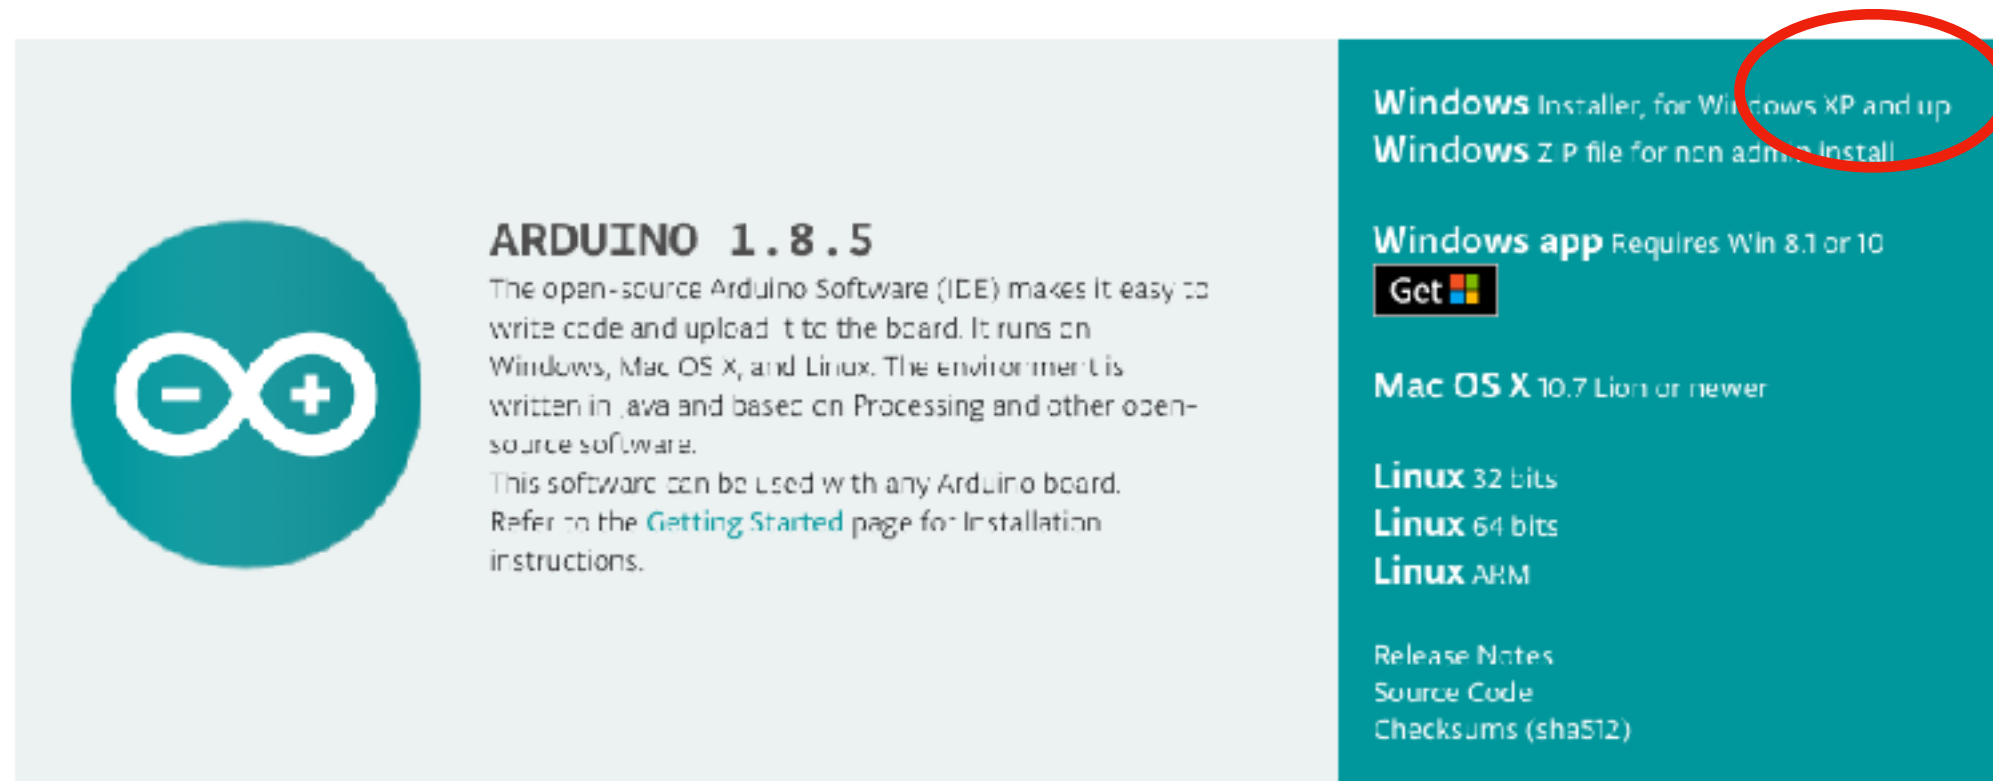 ARDUINO 1.8.5
The open-source Arduino Software (IDE) makes it easy to
write code and upload it to the board. It runs on
Windows, Mac OS X, and Linux. The environment is
written in Java and based on Processing and other open-
source software.
This software can be used with any Arduino board.
Refer to the Getting Started page for Installation
instructions.
Windows Installer, for Windows XP and up
Windows ZIP file for non admin install
Windows app Requires Win 8.1 or 10
Get
Mac OS X 10.7 Lion or newer
Linux 32 bits
Linux 64 bits
Linux ARM
Release Notes
Source Code
Checksums (sha512)